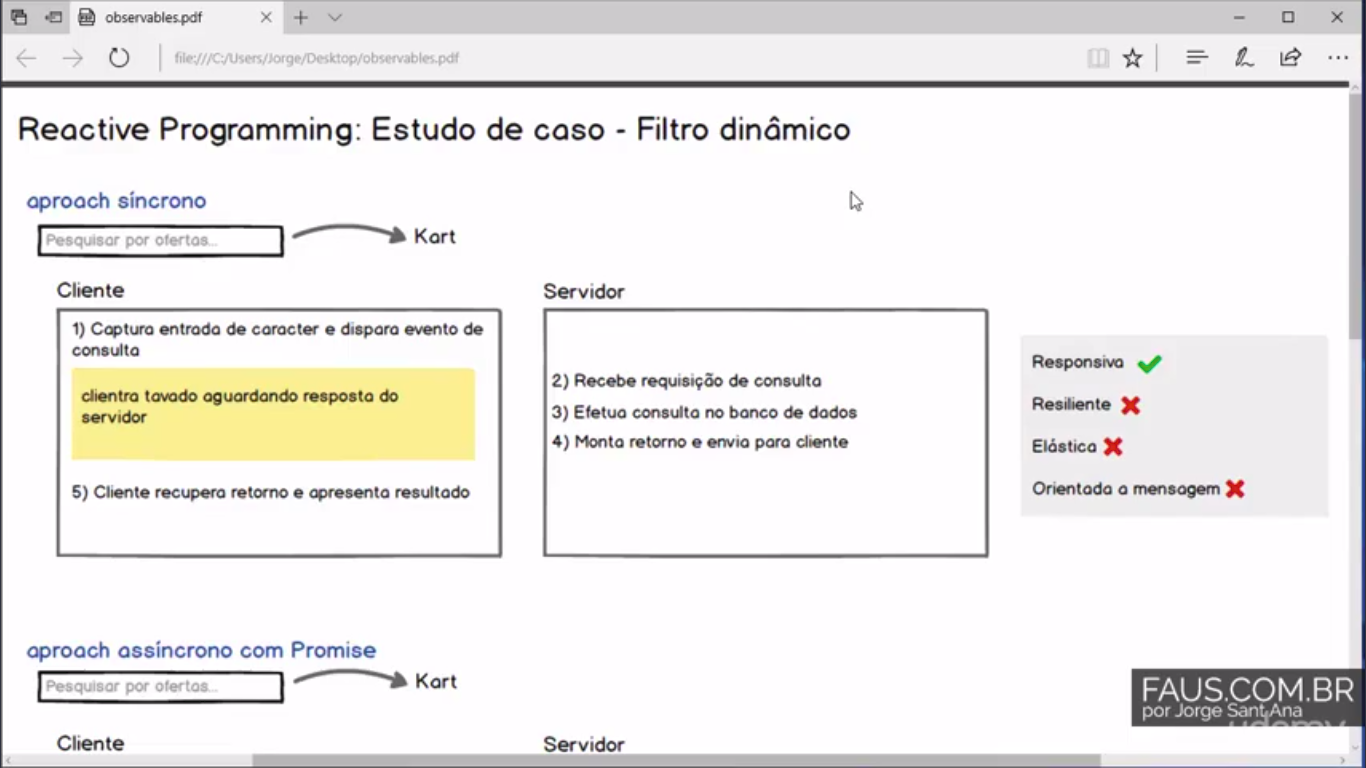 observables.pdf
file:///C:/Users/Jorge/Desktop/observables.pdf
Reactive Programming: Estudo de caso - Filtro dinâmico
aproach síncrono
Pesquisar por ofertas...
Kart
Cliente
1) Captura entrada de caracter e dispara evento de
consulta
clientra tavado aguardando resposta do
servidor
5) Cliente recupera retorno e apresenta resultado
Servidor
2) Recebe requisição de consulta
3) Efetua consulta no banco de dados
4) Monta retorno e envia para cliente
Responsiva
Resiliente
Elástica
Orientada a mensagem
aproach assíncrono com Promise
Pesquisar por ofertas...
Kart
Cliente
Servidor
FAUS.COM.BR
por Jorge Sant Ana
udemy